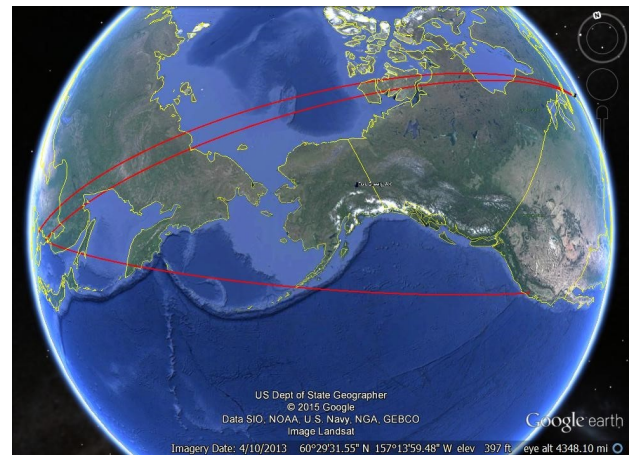 N
US Dept of State Geographer
© 2015 Google
Data SIO, NOAA, U.S. Navy, NGA, GEBCO
Image Landsat
Google earth
Imagery Date: 4/10/2013 60°29'31.55" N 157°13'59.48" W elev 397 ft eye alt 4348.10 mi